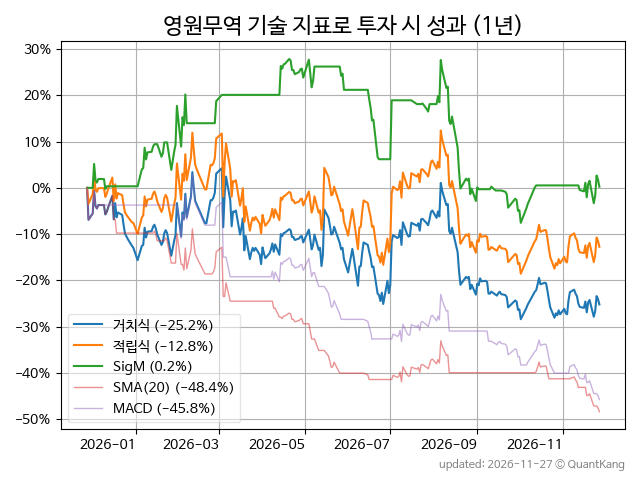 영원무역 기술 지표로 투자 시 성과 (1년)
30%
20%
10%
0%
−10%
−20%
−30%
−40%
−50%
거치식 (−25.2%)
적립식 (−12.8%)
SigM (0.2%)
SMA(20) (−48.4%)
MACD (−45.8%)
2026-01 2026-03 2026-05 2026-07 2026-09 2026-11
updated: 2026-11-27 © QuantKang